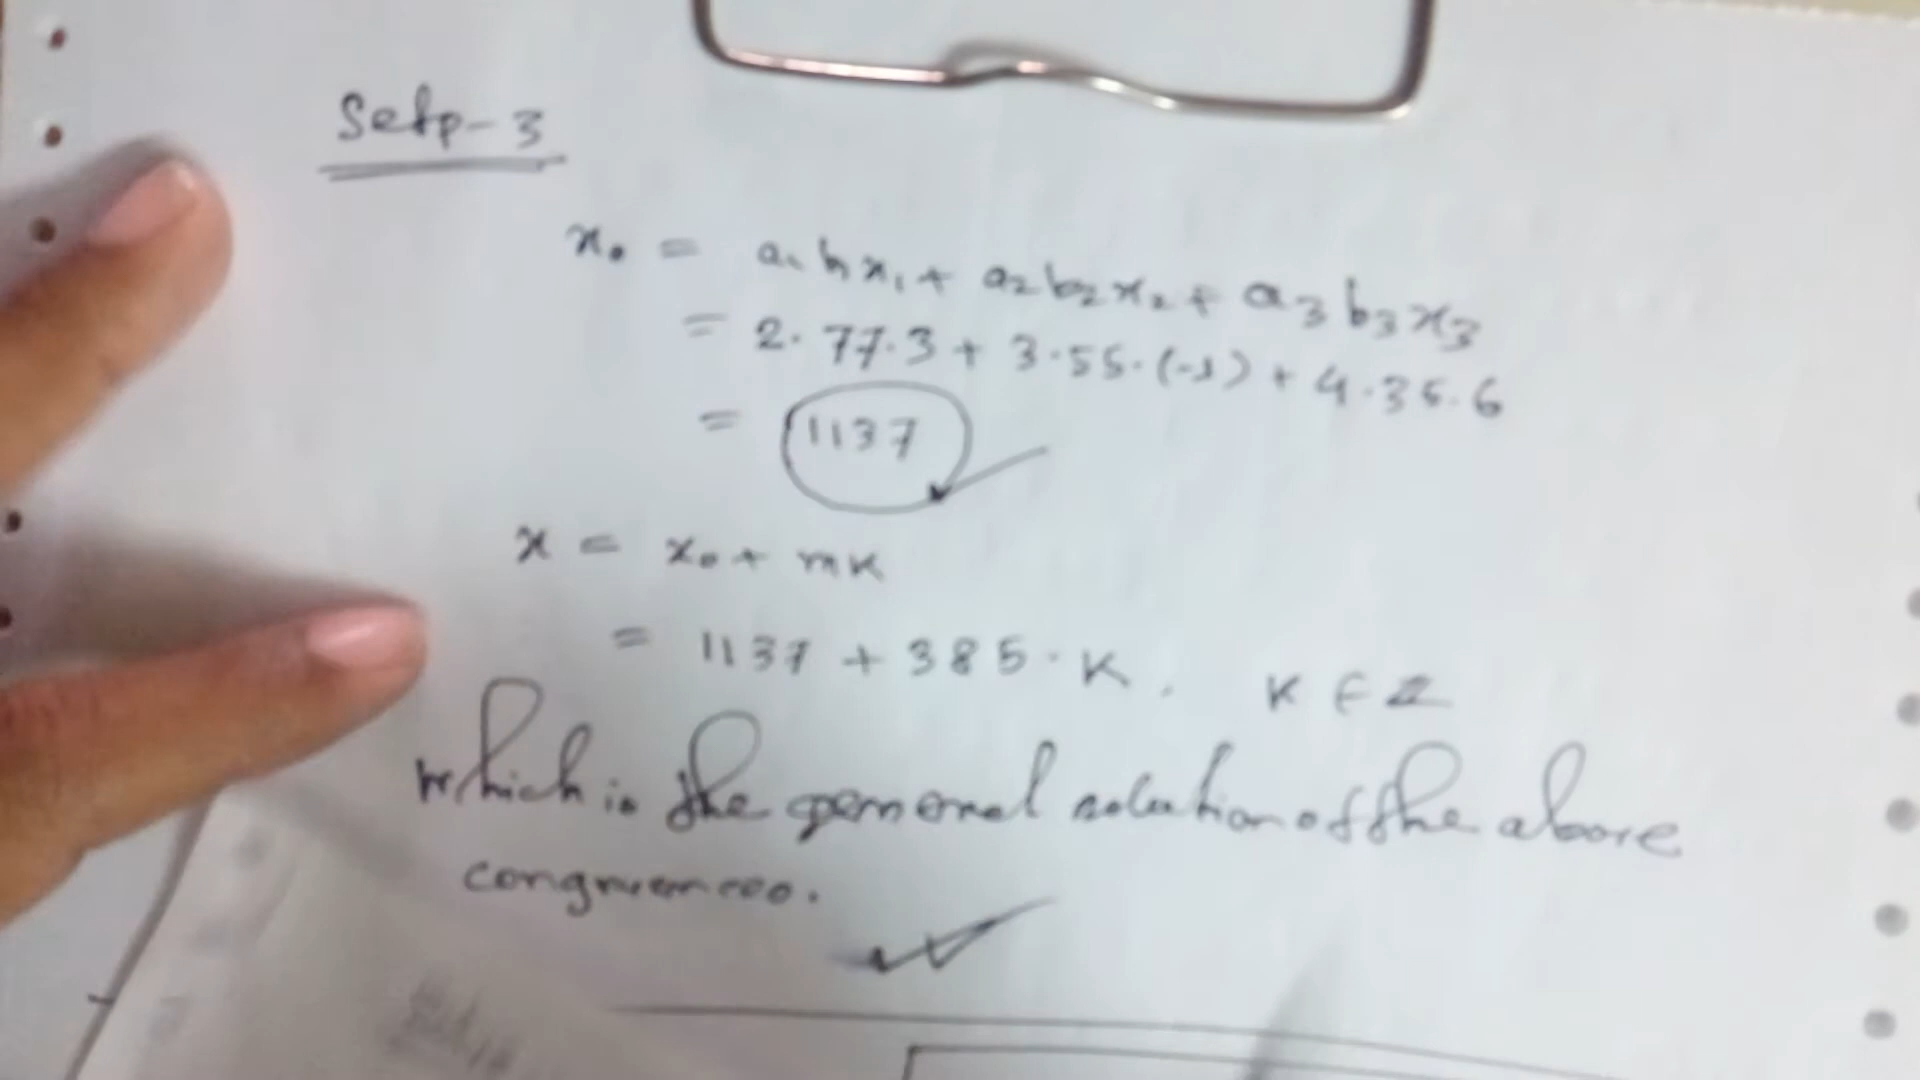 Setp-3
x₀ = a₁b₁x₁ + a₂b₂x₂ + a₃b₃x₃
= 2·77·3 + 3·55·(-1) + 4·35·6
= 1137
x = x₀ + mk
= 1137 + 385·k, k ∈ Z
which is the general solution of the above
congruences.